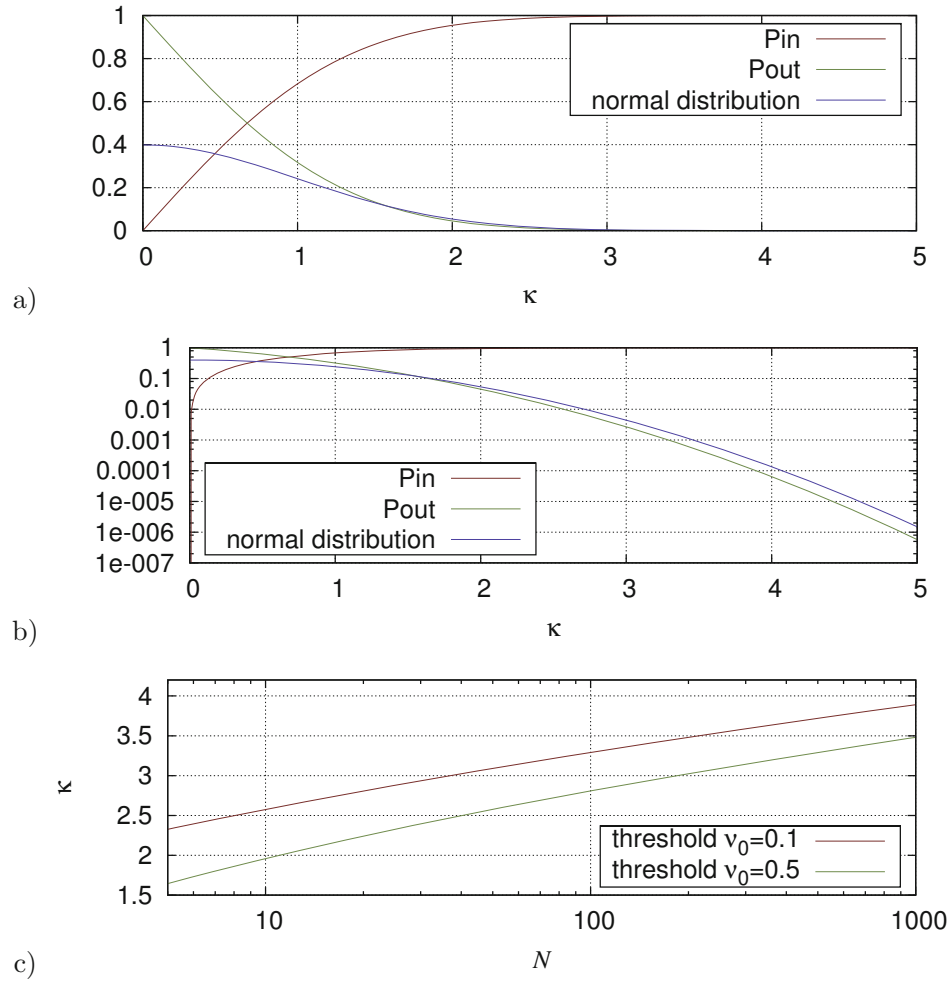 1
0.8
0.6
0.4
0.2
0
Pin
Pout
normal distribution
0 1 2 3 4 5
κ
a)
1
0.1
0.01
0.001
0.0001
1e-005
1e-006
1e-007
Pin
Pout
normal distribution
0 1 2 3 4 5
κ
b)
4
3.5
3
2.5
2
1.5
κ
threshold ν₀=0.1
threshold ν₀=0.5
10 100 1000
N
c)